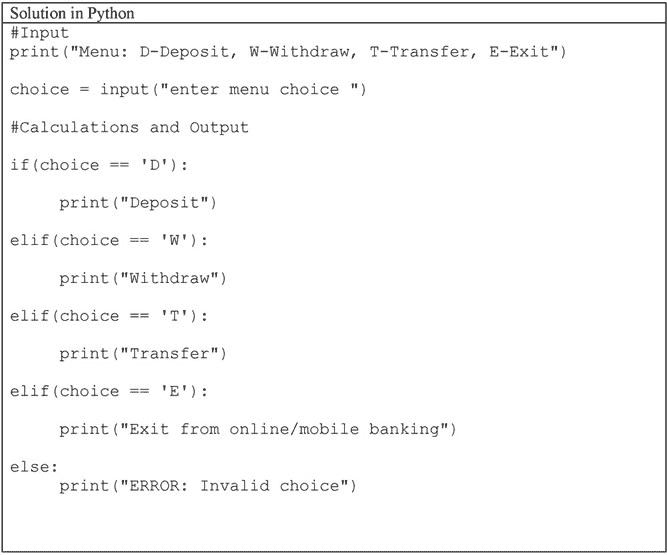 Solution in Python
#Input
print("Menu: D-Deposit, W-Withdraw, T-Transfer, E-Exit")
choice = input("enter menu choice ")
#Calculations and Output
if(choice == 'D'):
print("Deposit")
elif(choice == 'W'):
print("Withdraw")
elif(choice == 'T'):
print("Transfer")
elif(choice == 'E'):
print("Exit from online/mobile banking")
else:
print("ERROR: Invalid choice")